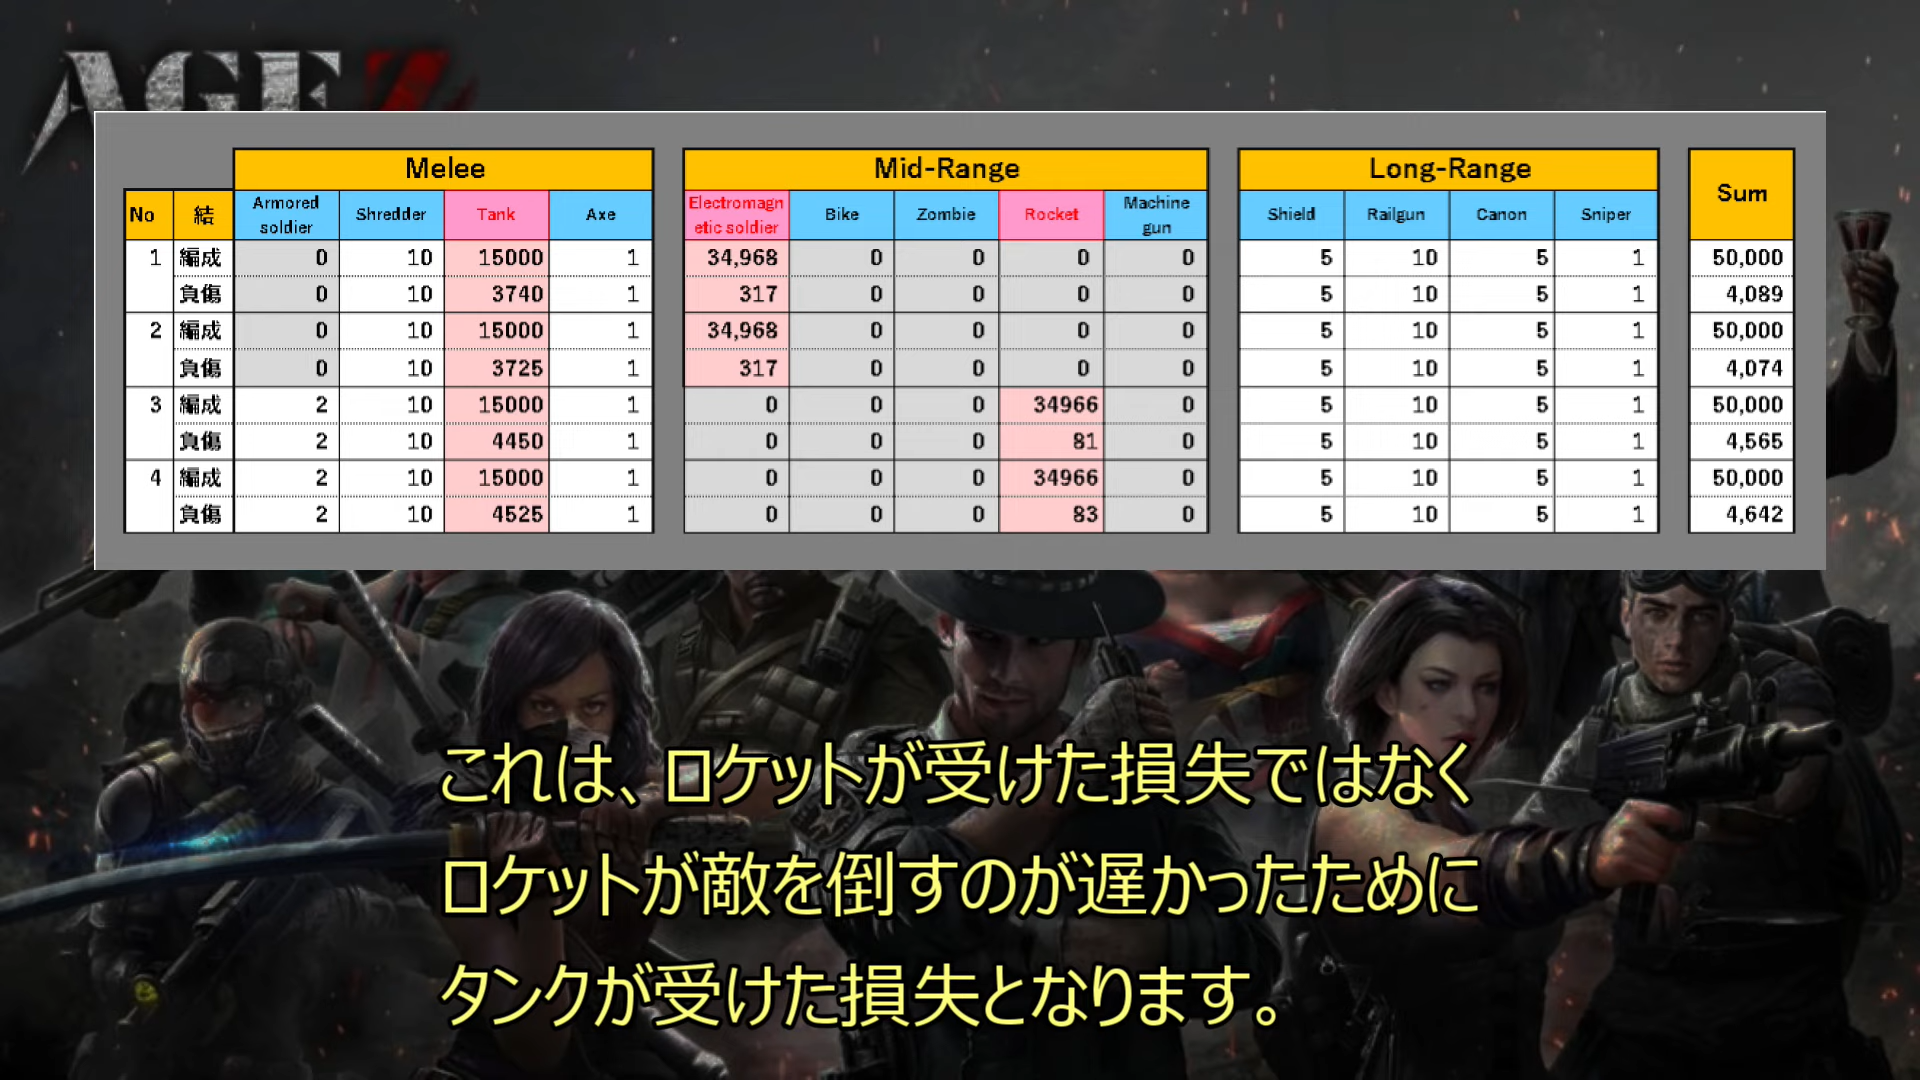 AGE Z
Melee Mid-Range Long-Range Sum
No 結 Armored soldier Shredder Tank Axe Electromagnetic soldier Bike Zombie Rocket Machine gun Shield Railgun Canon Sniper
1 編成 0 10 15000 1 34,968 0 0 0 0 5 10 5 1 50,000
負傷 0 10 3740 1 317 0 0 0 0 5 10 5 1 4,089
2 編成 0 10 15000 1 34,968 0 0 0 0 5 10 5 1 50,000
負傷 0 10 3725 1 317 0 0 0 0 5 10 5 1 4,074
3 編成 2 10 15000 1 0 0 0 34966 0 5 10 5 1 50,000
負傷 2 10 4450 1 0 0 0 81 0 5 10 5 1 4,565
4 編成 2 10 15000 1 0 0 0 34966 0 5 10 5 1 50,000
負傷 2 10 4525 1 0 0 0 83 0 5 10 5 1 4,642
これは、ロケットが受けた損失ではなく
ロケットが敵を倒すのが遅かったために
タンクが受けた損失となります。